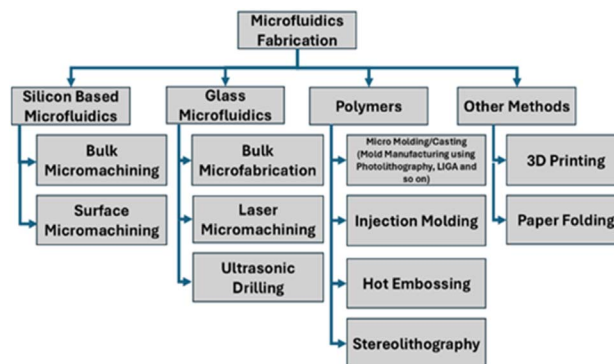 Microfluidics
Fabrication
Silicon Based
Microfluidics
Glass
Microfluidics
Polymers
Other Methods
Bulk
Micromachining
Surface
Micromachining
Bulk
Microfabrication
Laser
Micromachining
Ultrasonic
Drilling
Micro Molding/Casting
(Mold Manufacturing using
Photolithography, LIGA and
so on)
Injection Molding
Hot Embossing
Stereolithography
3D Printing
Paper Folding